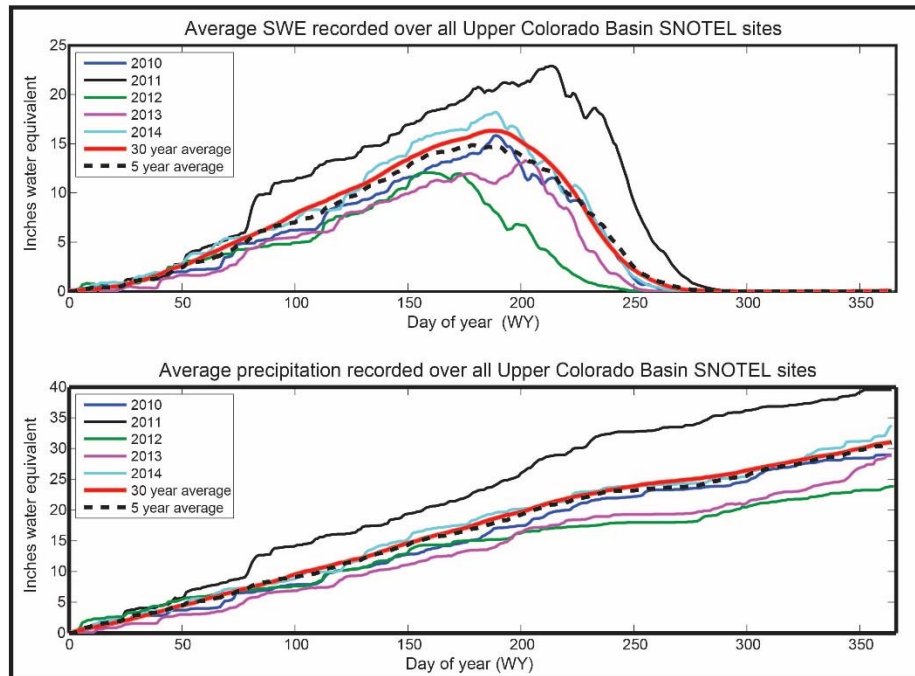 Average SWE recorded over all Upper Colorado Basin SNOTEL sites
Inches water equivalent
25
20
15
10
5
0
2010
2011
2012
2013
2014
30 year average
5 year average
0 50 100 150 200 250 300 350
Day of year (WY)
Average precipitation recorded over all Upper Colorado Basin SNOTEL sites
Inches water equivalent
40
35
30
25
20
15
10
5
0
2010
2011
2012
2013
2014
30 year average
5 year average
0 50 100 150 200 250 300 350
Day of year (WY)